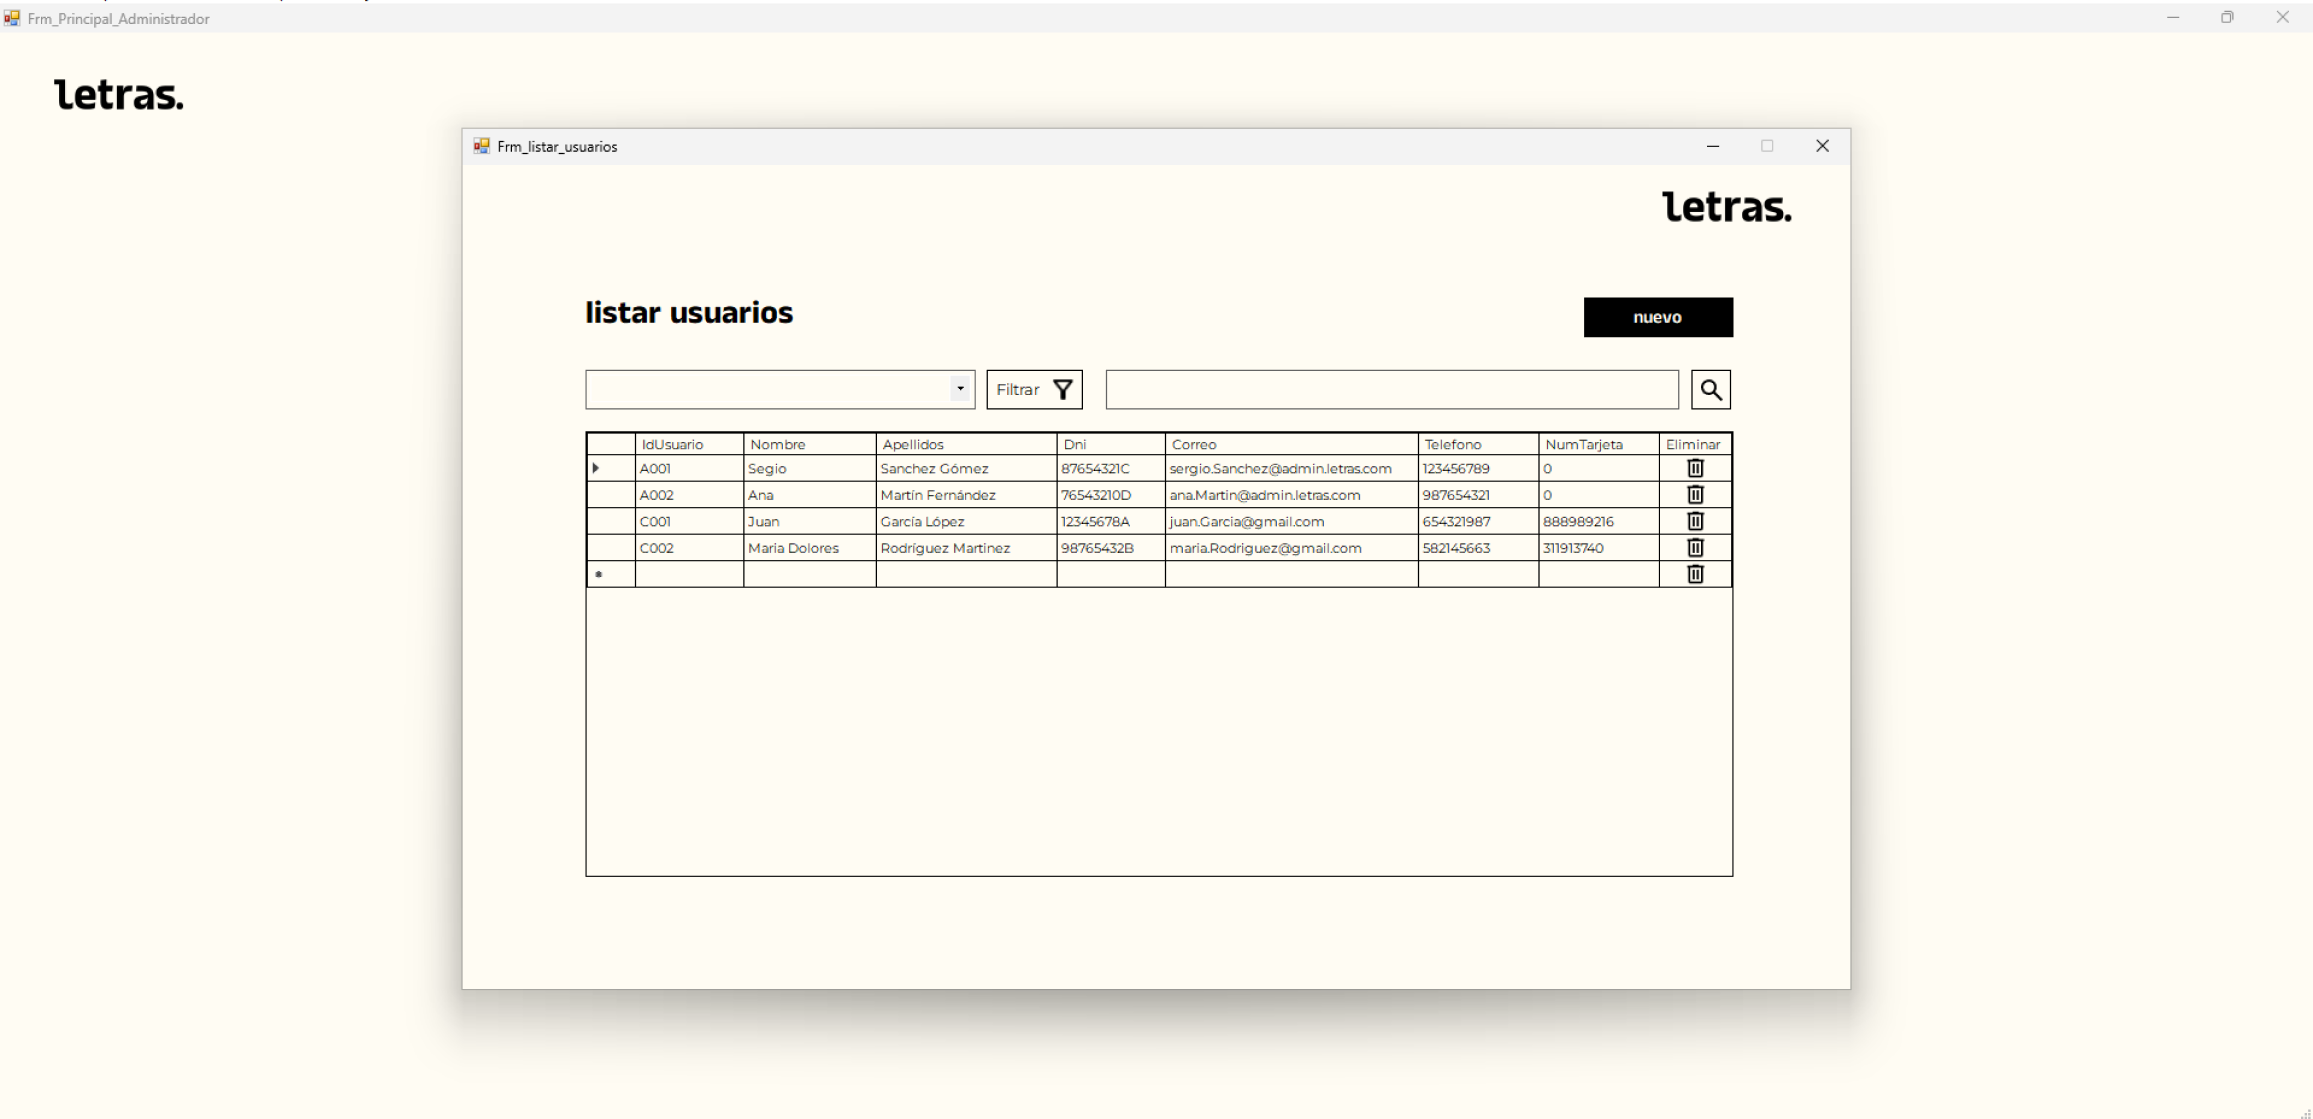 Frm_Principal_Administrador
letras.
Frm_listar_usuarios
letras.
listar usuarios
nuevo
Filtrar
IdUsuario Nombre Apellidos Dni Correo Telefono NumTarjeta Eliminar
A001 Segio Sanchez Gómez 87654321C sergio.Sanchez@admin.letras.com 123456789 0
A002 Ana Martín Fernández 76543210D ana.Martin@admin.letras.com 987654321 0
C001 Juan García López 12345678A juan.Garcia@gmail.com 654321987 888989216
C002 Maria Dolores Rodríguez Martinez 98765432B maria.Rodriguez@gmail.com 582145663 311913740